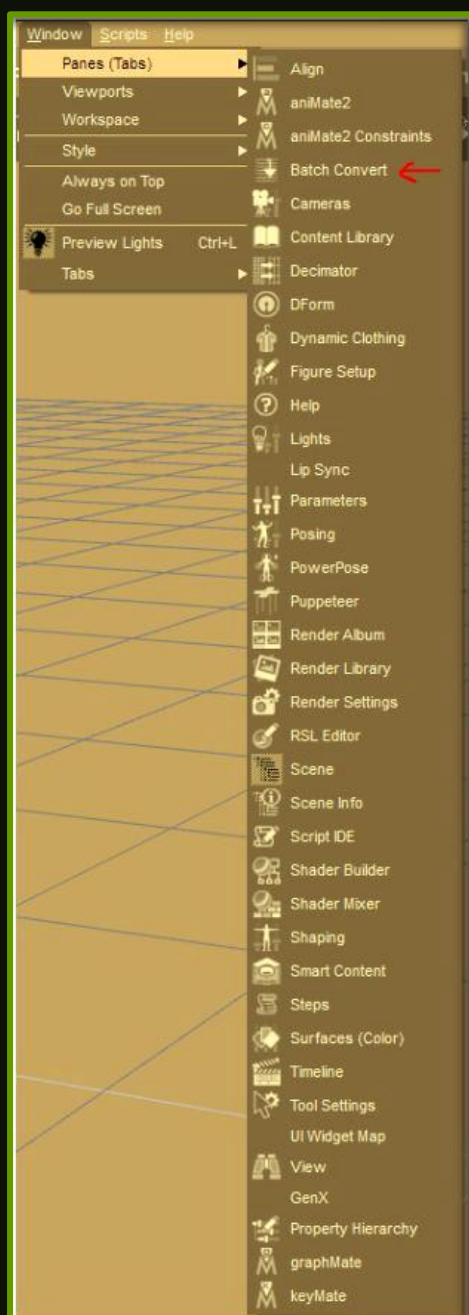 Window Scripts Help
Panes (Tabs)
Viewports
Workspace
Style
Always on Top
Go Full Screen
Preview Lights Ctrl+L
Tabs
Align
aniMate2
aniMate2 Constraints
Batch Convert
Cameras
Content Library
Decimator
DForm
Dynamic Clothing
Figure Setup
Help
Lights
Lip Sync
Parameters
Posing
PowerPose
Puppeteer
Render Album
Render Library
Render Settings
RSL Editor
Scene
Scene Info
Script IDE
Shader Builder
Shader Mixer
Shaping
Smart Content
Steps
Surfaces (Color)
Timeline
Tool Settings
UI Widget Map
View
GenX
Property Hierarchy
graphMate
keyMate